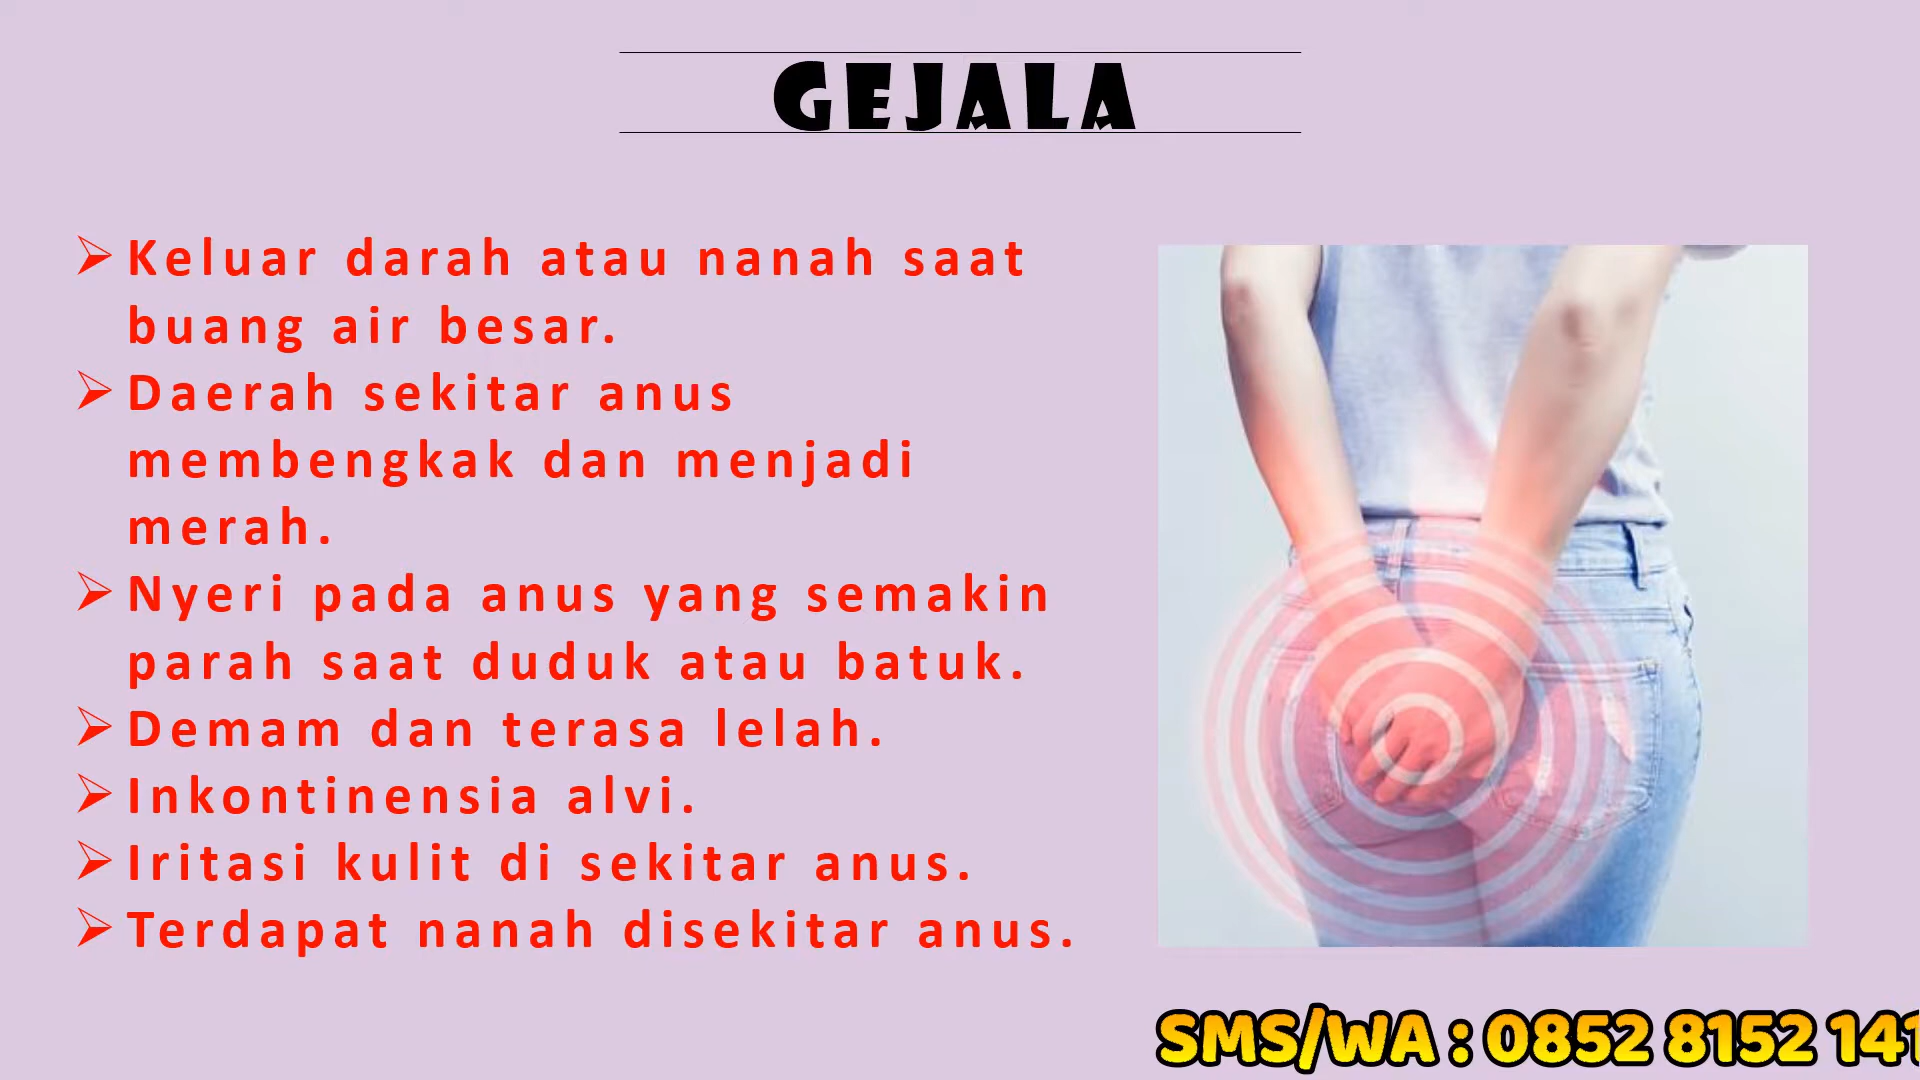 GEJALA
Keluar darah atau nanah saat
buang air besar.
Daerah sekitar anus
membengkak dan menjadi
merah.
Nyeri pada anus yang semakin
parah saat duduk atau batuk.
Demam dan terasa lelah.
Inkontinensia alvi.
Iritasi kulit di sekitar anus.
Terdapat nanah disekitar anus.
SMS/WA : 0852 8152 141